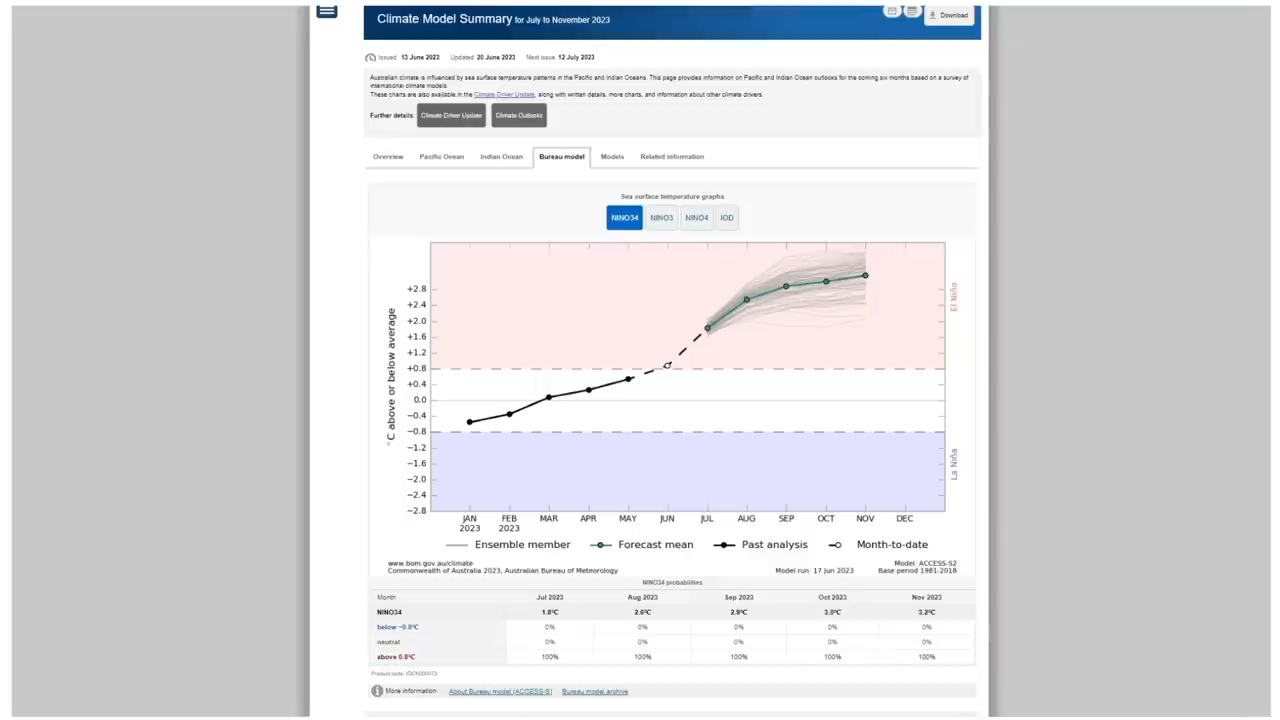 Climate Model Summary for July to November 2023
Download
Issued 13 June 2023 Updated 20 June 2023 Next issue 12 July 2023
Australian climate is influenced by sea surface temperature patterns in the Pacific and Indian Oceans. This page provides information on Pacific and Indian Ocean outlooks for the coming six months based on a survey of
international climate models.
These charts are also available in the Climate Driver Update, along with written details, more charts, and information about other climate drivers.
Further details: Climate Driver Update Climate Outlooks
Overview Pacific Ocean Indian Ocean Bureau model Models Related information
Sea surface temperature graphs
NINO34 NINO3 NINO4 IOD
°C above or below average
+2.8
+2.4
+2.0
+1.6
+1.2
+0.8
+0.4
0.0
−0.4
−0.8
−1.2
−1.6
−2.0
−2.4
−2.8
El Niño
La Niña
JAN FEB MAR APR MAY JUN JUL AUG SEP OCT NOV DEC
2023 2023
Ensemble member Forecast mean Past analysis Month-to-date
www.bom.gov.au/climate Model: ACCESS-S2
Commonwealth of Australia 2023, Australian Bureau of Meteorology Model run: 17 Jun 2023 Base period 1981-2018
NINO34 probabilities
Month Jul 2023 Aug 2023 Sep 2023 Oct 2023 Nov 2023
NINO34 1.8°C 2.6°C 2.9°C 3.0°C 3.2°C
below −0.8°C 0% 0% 0% 0% 0%
neutral 0% 0% 0% 0% 0%
above 0.8°C 100% 100% 100% 100% 100%
Product code:
More information: About Bureau model (ACCESS-S) Bureau model archive